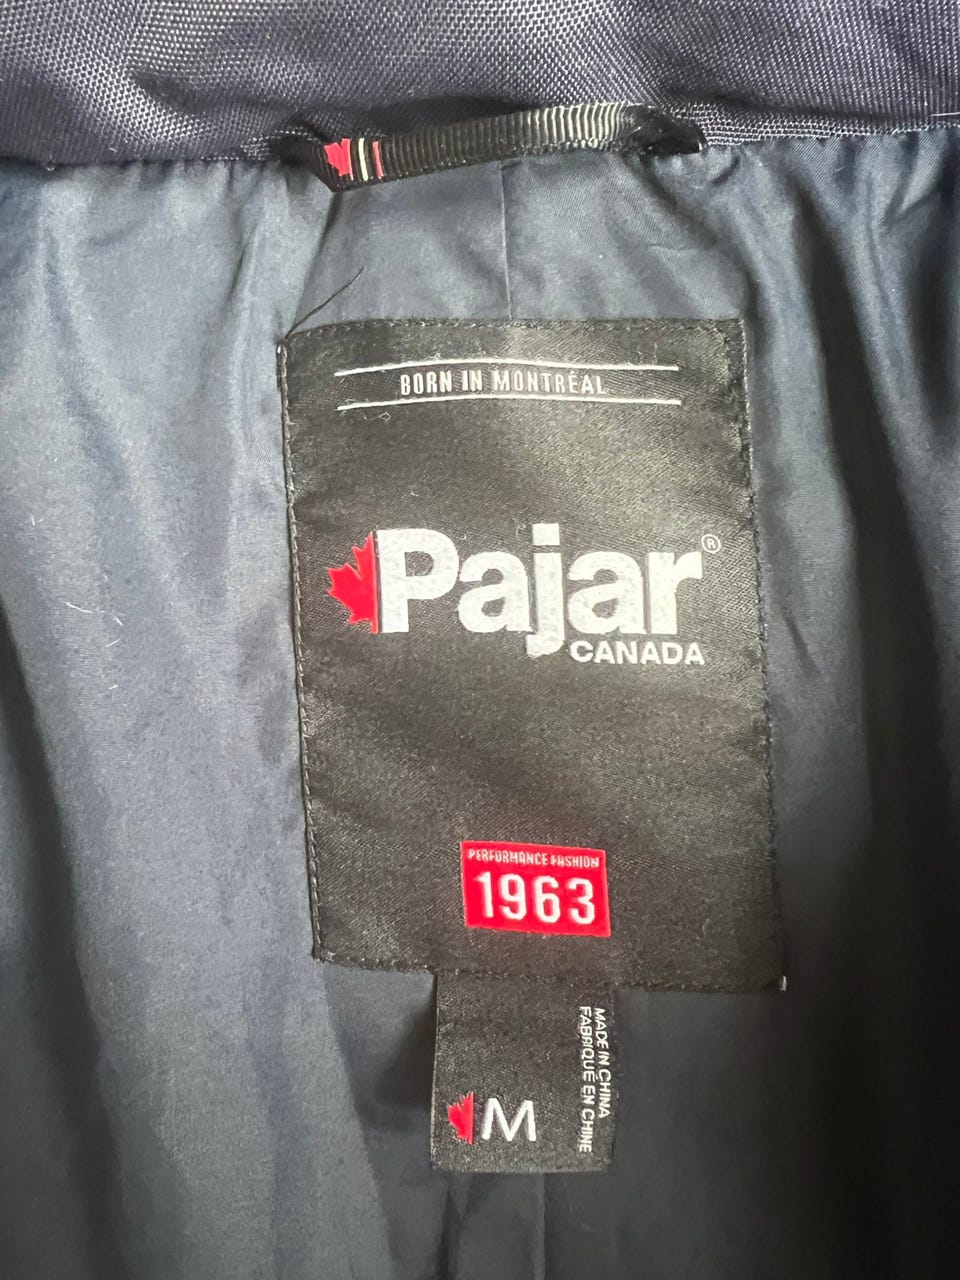 BORN IN MONTRÉAL
Pajar®
CANADA
PERFORMANCE FASHION
1963
M
MADE IN CHINA
FABRIQUÉ EN CHINE